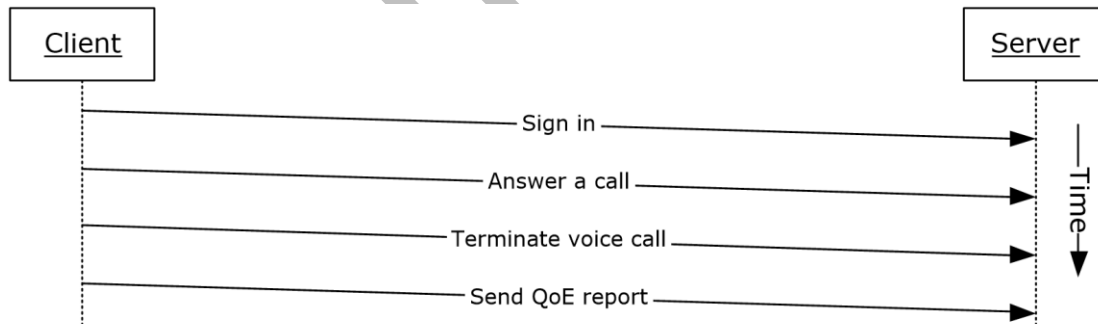 Client
Server
Sign in
Answer a call
Terminate voice call
Send QoE report
Time